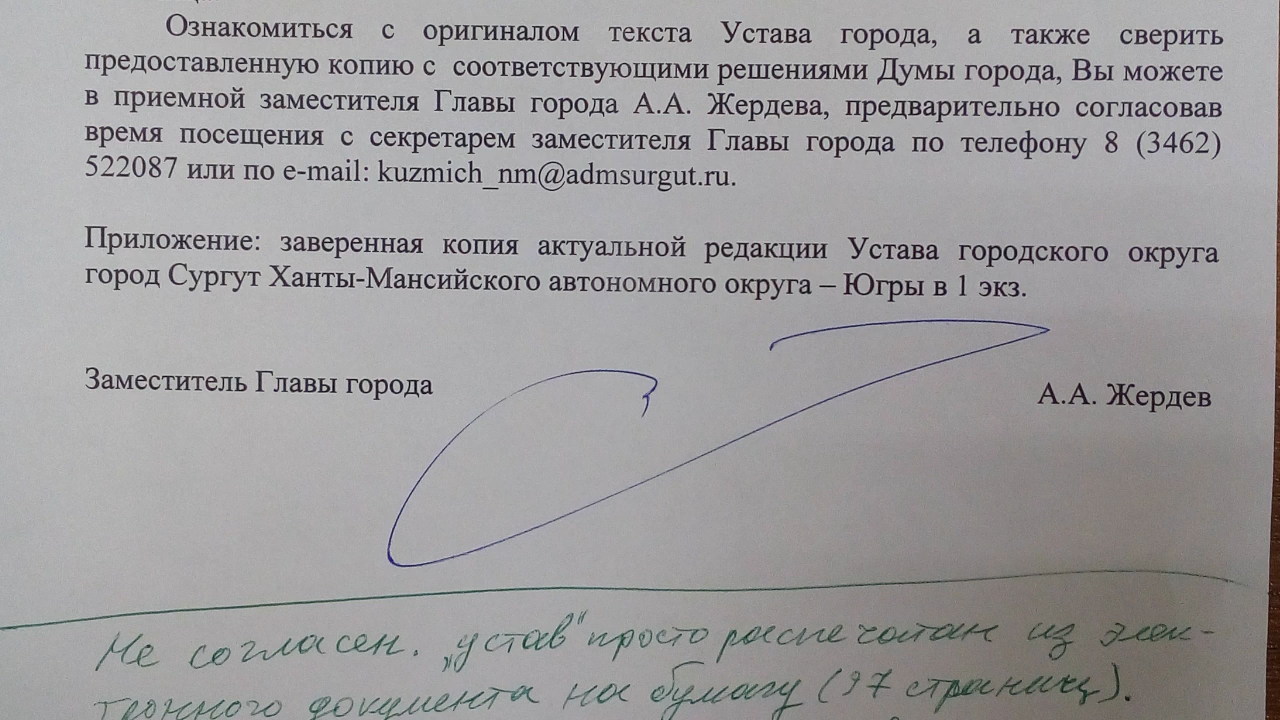 Ознакомиться с оригиналом текста Устава города, а также сверить
предоставленную копию с соответствующими решениями Думы города, Вы можете
в приемной заместителя Главы города А.А. Жердева, предварительно согласовав
время посещения с секретарем заместителя Главы города по телефону 8 (3462)
522087 или по e-mail: kuzmich_nm@admsurgut.ru.
Приложение: заверенная копия актуальной редакции Устава городского округа
город Сургут Ханты-Мансийского автономного округа – Югры в 1 экз.
Заместитель Главы города
А.А. Жердев
Не согласен. „устав" просто распечатан из элек-
тронного документа на бумагу (97 страниц).